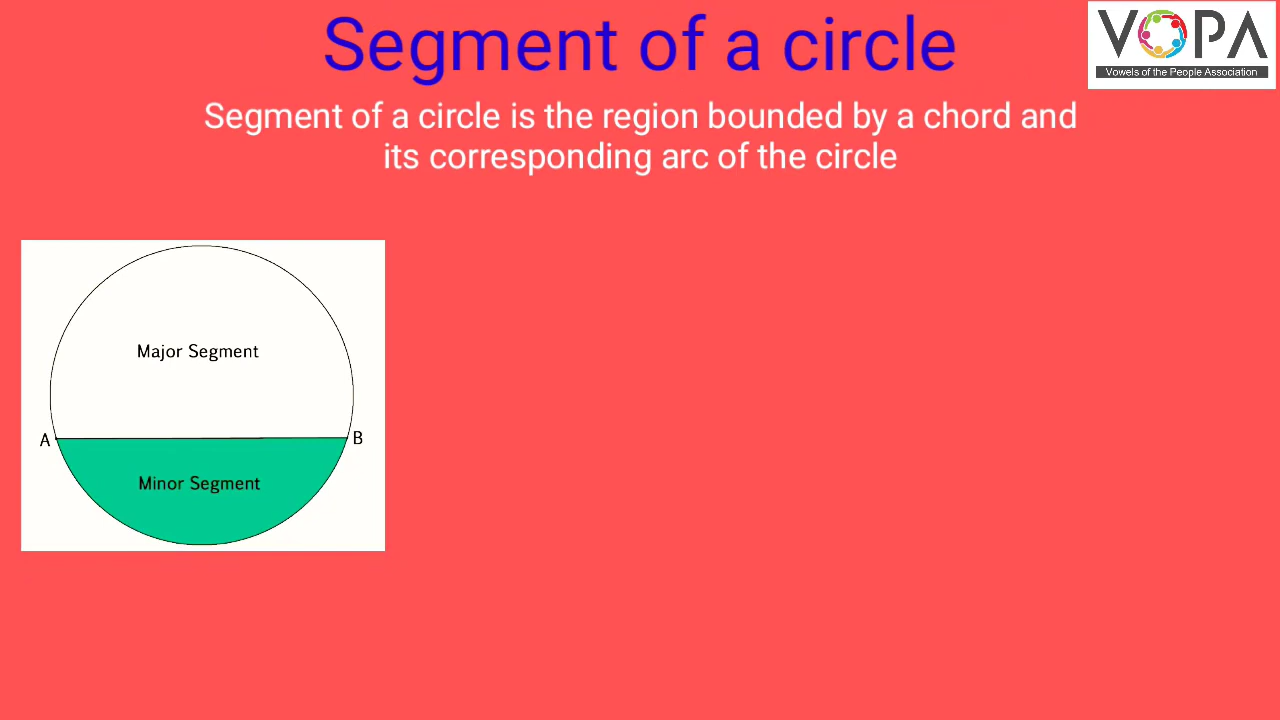 Segment of a circle
VOPA
Vowels of the People Association
Segment of a circle is the region bounded by a chord and
its corresponding arc of the circle
Major Segment
A
B
Minor Segment